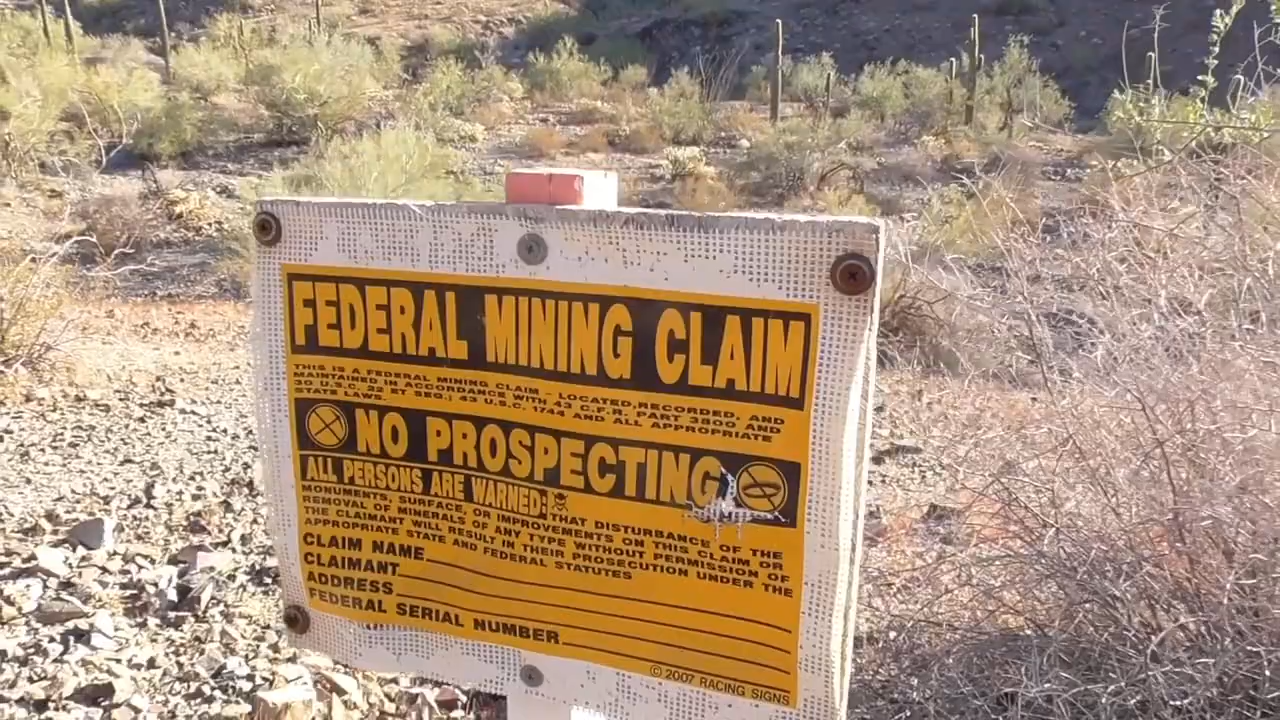 FEDERAL MINING CLAIM
THIS IS A FEDERAL MINING CLAIM - LOCATED, RECORDED, AND
MAINTAINED IN ACCORDANCE WITH 43 C.F.R. PART 3800 AND
30 U.S.C. 22 ET SEG.; 43 U.S.C. 1744 AND ALL APPROPRIATE
STATE LAWS.
NO PROSPECTING
ALL PERSONS ARE WARNED: THAT DISTURBANCE OF THE
MONUMENTS, SURFACE, OR IMPROVEMENTS ON THIS CLAIM OR
REMOVAL OF MINERALS OF ANY TYPE WITHOUT PERMISSION OF
THE CLAIMANT WILL RESULT IN THEIR PROSECUTION UNDER THE
APPROPRIATE STATE AND FEDERAL STATUTES
CLAIM NAME
CLAIMANT
ADDRESS
FEDERAL SERIAL NUMBER
© 2007 RACING SIGNS